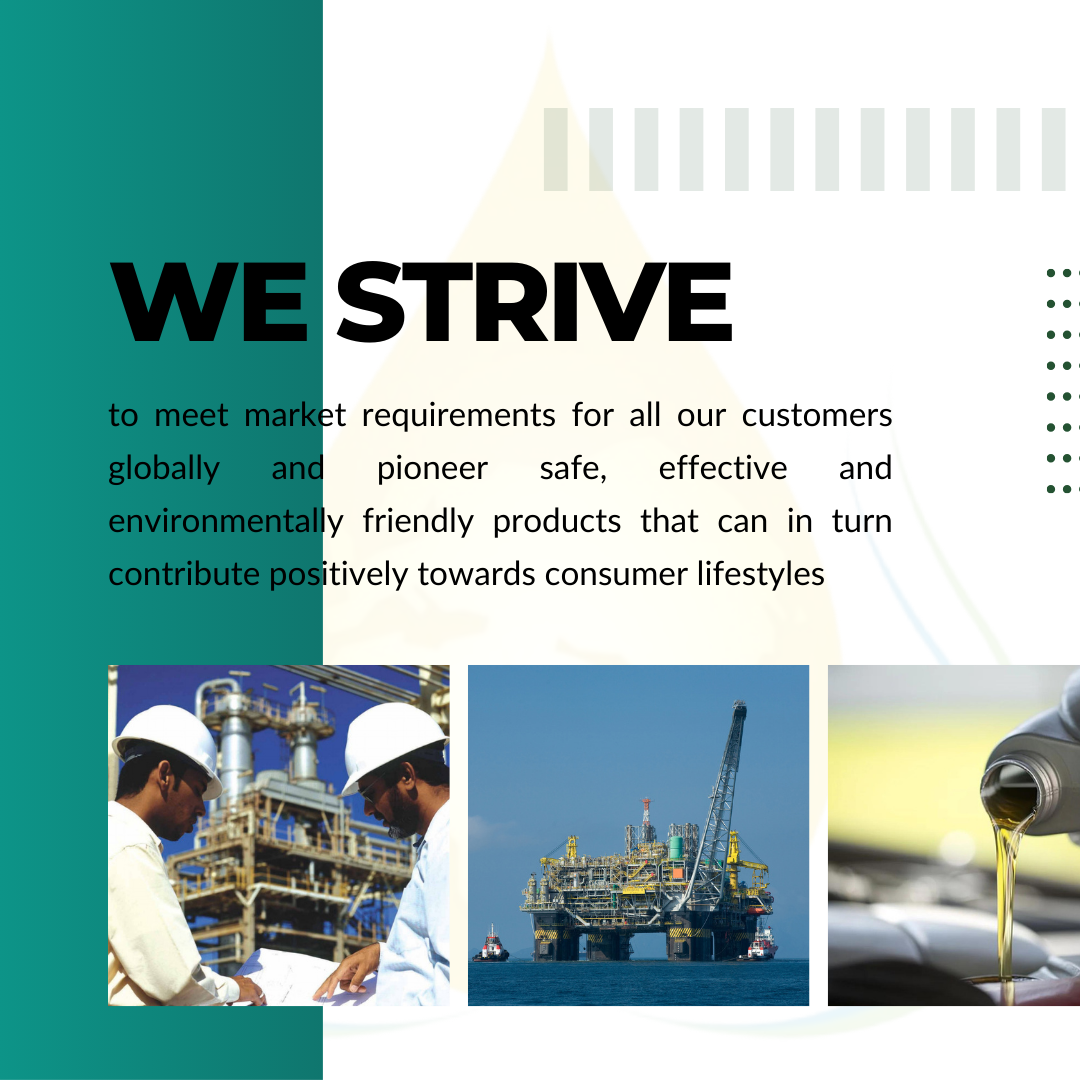 WE STRIVE
to meet market requirements for all our customers
globally and pioneer safe, effective and
environmentally friendly products that can in turn
contribute positively towards consumer lifestyles